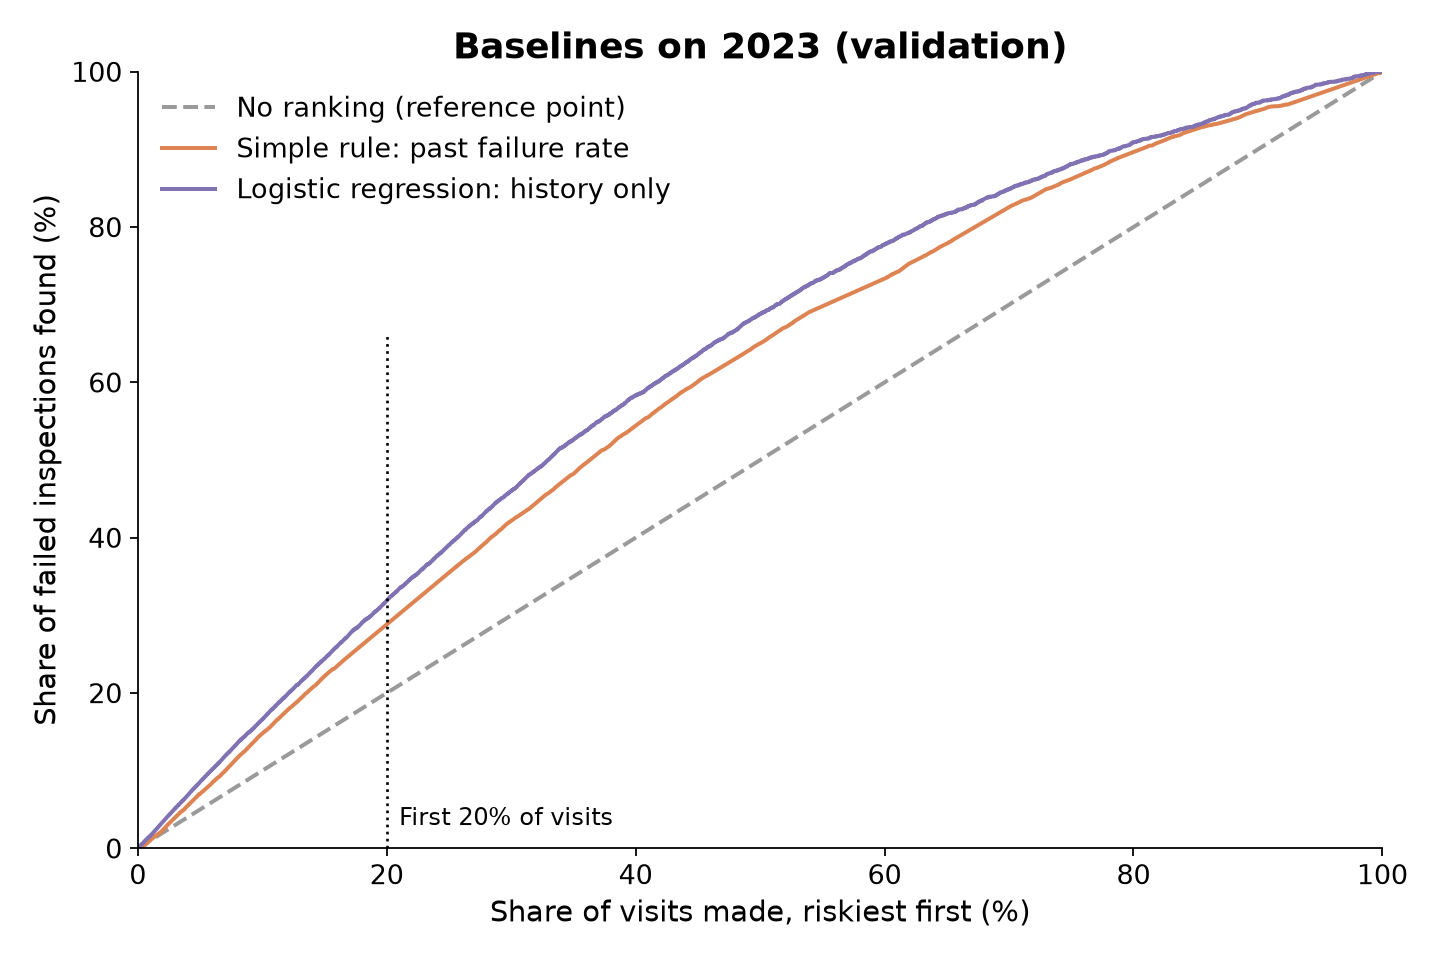 Baselines on 2023 (validation)
No ranking (reference point)
Simple rule: past failure rate
Logistic regression: history only
Share of failed inspections found (%)
100
80
60
40
20
0
First 20% of visits
0 20 40 60 80 100
Share of visits made, riskiest first (%)